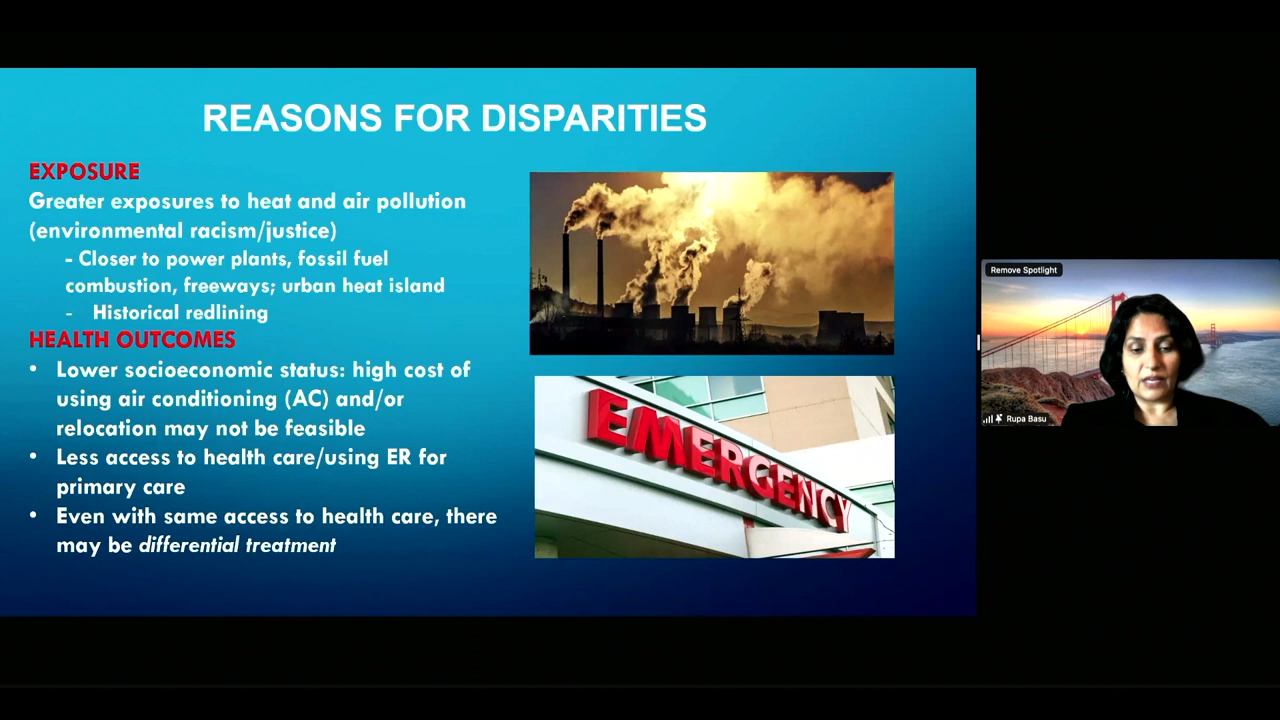 REASONS FOR DISPARITIES
EXPOSURE
Greater exposures to heat and air pollution
(environmental racism/justice)
- Closer to power plants, fossil fuel
combustion, freeways; urban heat island
- Historical redlining
HEALTH OUTCOMES
• Lower socioeconomic status: high cost of
using air conditioning (AC) and/or
relocation may not be feasible
• Less access to health care/using ER for
primary care
• Even with same access to health care, there
may be differential treatment
EMERGENCY
Remove Spotlight
Rupa Basu